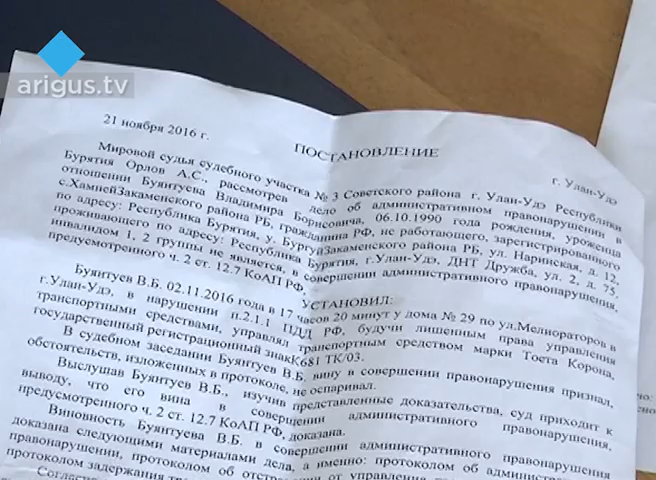 arigus.tv
21 ноября 2016 г.
ПОСТАНОВЛЕНИЕ
г. Улан-Удэ
Мировой судья судебного участка № 3 Советского района г. Улан-Удэ Республики
Бурятия Орлов А.С., рассмотрев дело об административном правонарушении в
отношении Буянтуева Владимира Борисовича, 06.10.1990 года рождения, уроженца
с.ХамнейЗакаменского района РБ, гражданина РФ, не работающего, зарегистрированного
по адресу: Республика Бурятия, у. БургуйЗакаменского района РБ, ул. Наринская, д. 12,
проживающего по адресу: Республика Бурятия, г.Улан-Удэ, ДНТ Дружба, ул. 2, д. 75,
инвалидом 1, 2 группы не является, в совершении административного правонарушения,
предусмотренного ч. 2 ст. 12.7 КоАП РФ,
УСТАНОВИЛ:
Буянтуев В.Б. 02.11.2016 года в 17 часов 20 минут у дома № 29 по ул.Мелиораторов в
г.Улан-Удэ, в нарушении п.2.1.1 ПДД РФ, будучи лишенным права управления
транспортными средствами, управлял транспортным средством марки Тоета Корона,
государственный регистрационный знакК681 ТК/03.
В судебном заседании Буянтуев В.Б. вину в совершении правонарушения признал,
обстоятельств, изложенных в протоколе, не оспаривал.
Выслушав Буянтуева В.Б., изучив представленные доказательства, суд приходит к
выводу, что его вина в совершении административного правонарушения,
предусмотренного ч. 2 ст. 12.7 КоАП РФ, доказана.
Виновность Буянтуева В.Б. в совершении административного правонарушения
доказана следующими материалами дела, а именно: протоколом об
правонарушении, протоколом об от управления
протоколом задержания